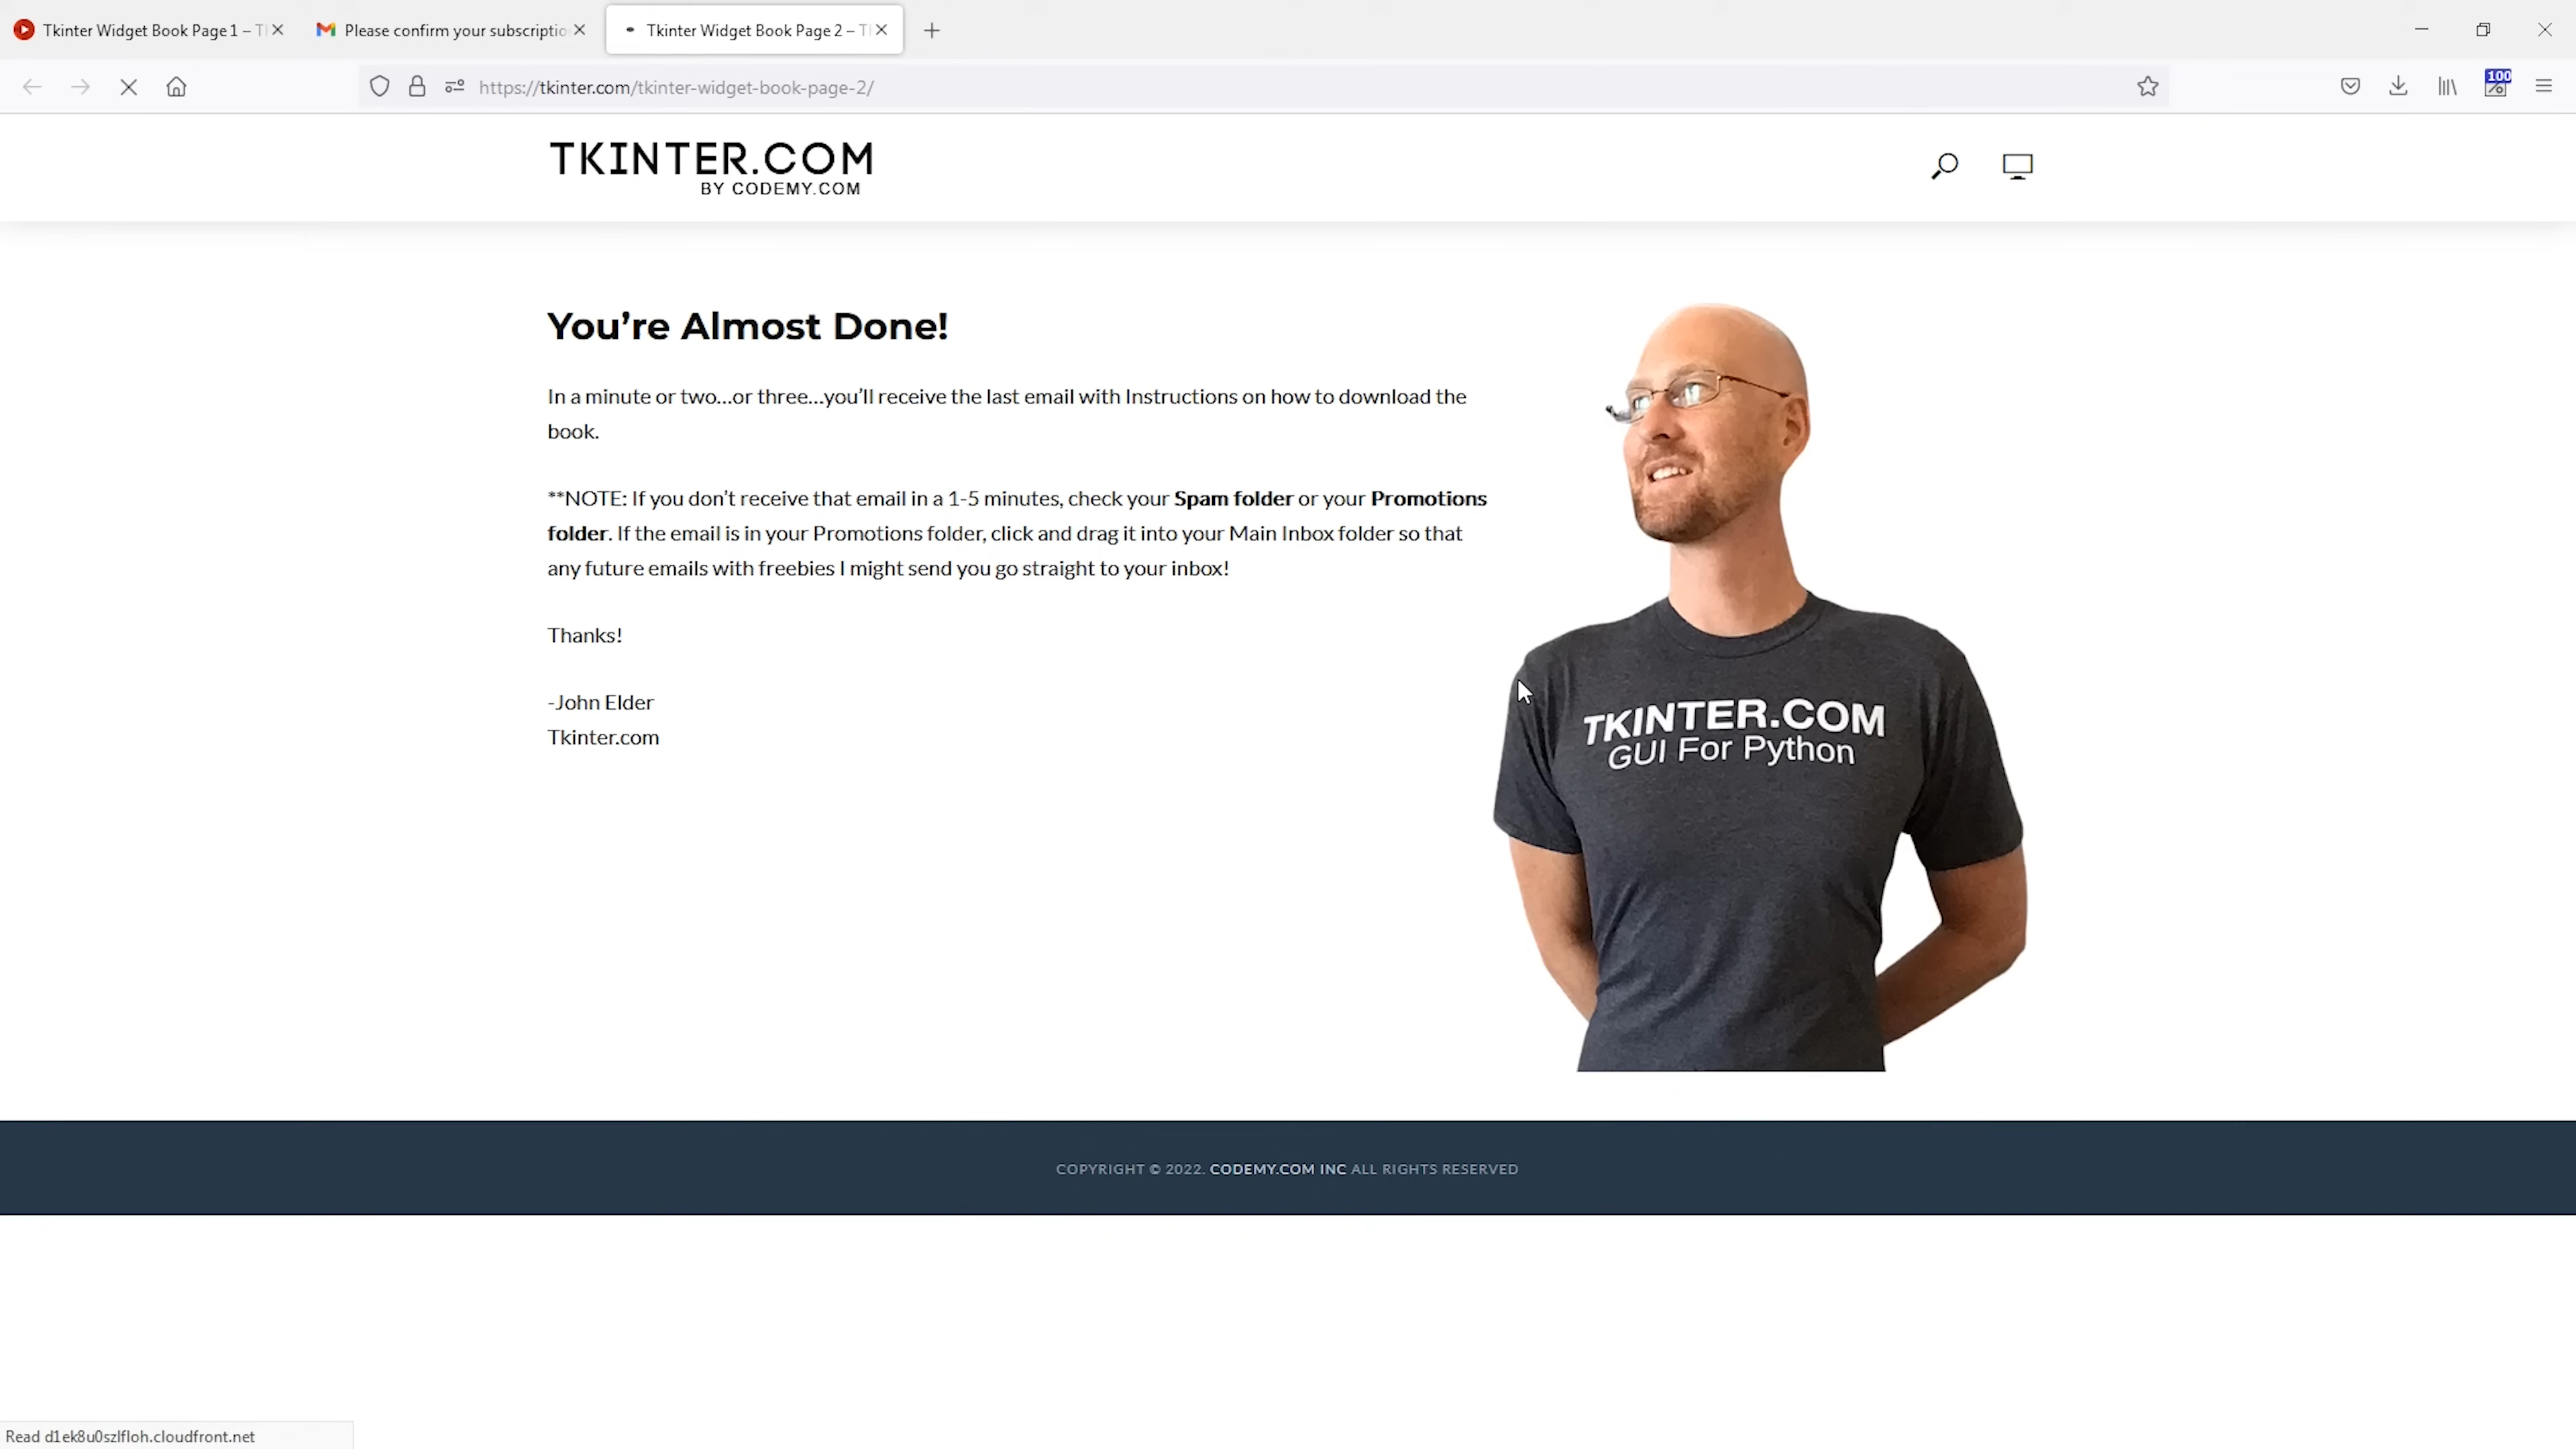 Tkinter Widget Book Page 1 – T
Please confirm your subscriptio
Tkinter Widget Book Page 2 – T
https://tkinter.com/tkinter-widget-book-page-2/
100
%
TKINTER.COM
BY CODEMY.COM
You’re Almost Done!
In a minute or two…or three…you’ll receive the last email with Instructions on how to download the
book.
**NOTE: If you don’t receive that email in a 1-5 minutes, check your Spam folder or your Promotions
folder. If the email is in your Promotions folder, click and drag it into your Main Inbox folder so that
any future emails with freebies I might send you go straight to your inbox!
Thanks!
-John Elder
Tkinter.com
TKINTER.COM
GUI For Python
COPYRIGHT © 2022. CODEMY.COM INC ALL RIGHTS RESERVED
Read d1ek8u0szlfloh.cloudfront.net